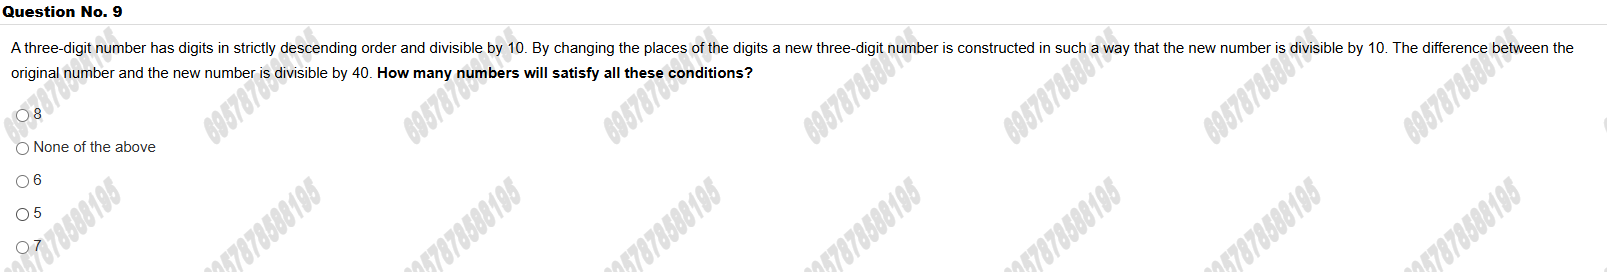 Question No. 9
A three-digit number has digits in strictly descending order and divisible by 10. By changing the places of the digits a new three-digit number is constructed in such a way that the new number is divisible by 10. The difference between the
original number and the new number is divisible by 40. How many numbers will satisfy all these conditions?
8
None of the above
6
5
7